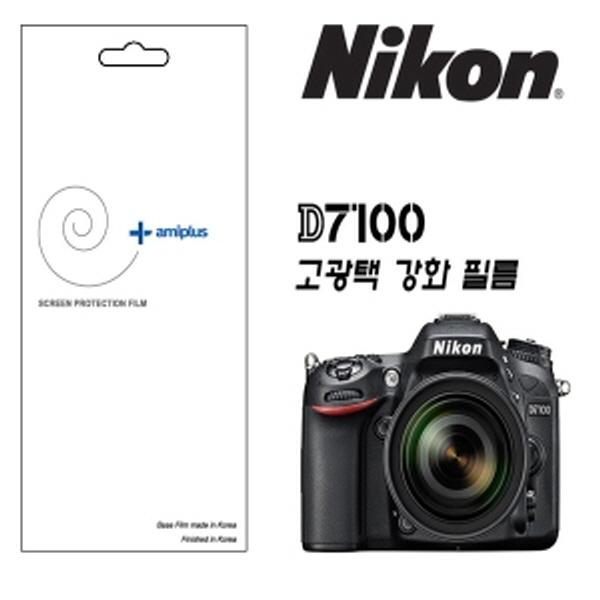 amiplus
SCREEN PROTECTION FILM
Base Film made in Korea
Finished in Korea
Nikon®
D7100
고광택 강화 필름
Nikon
D7100